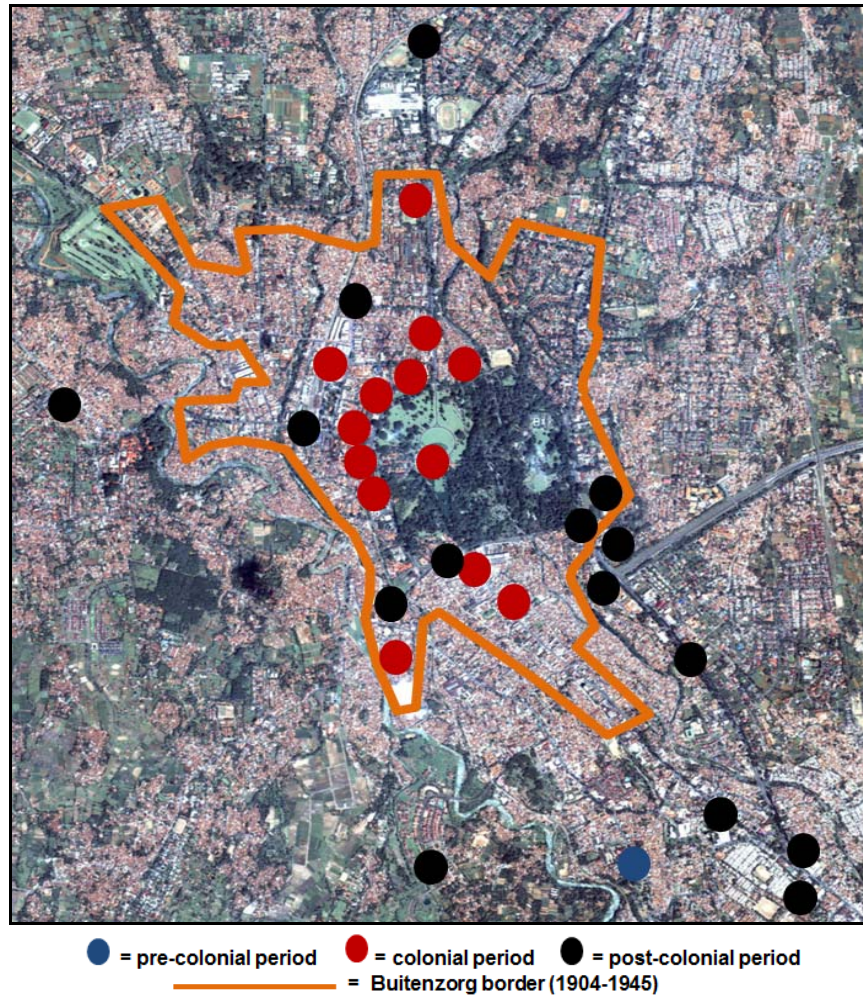 = pre-colonial period = colonial period = post-colonial period
= Buitenzorg border (1904-1945)